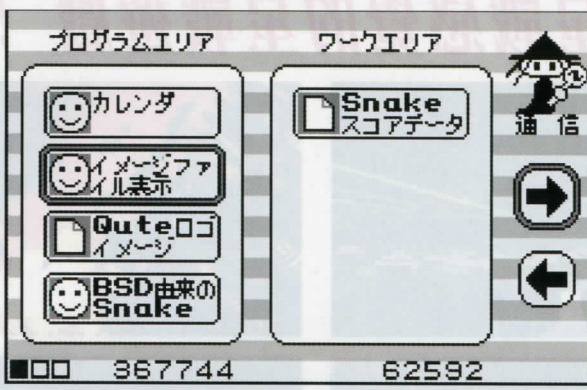 プログラムエリア
ワークエリア
カレンダ
イメージファ
イル表示
Quteロゴ
イメージ
BSD由来の
Snake
Snake
スコアデータ
通信
367744
62592